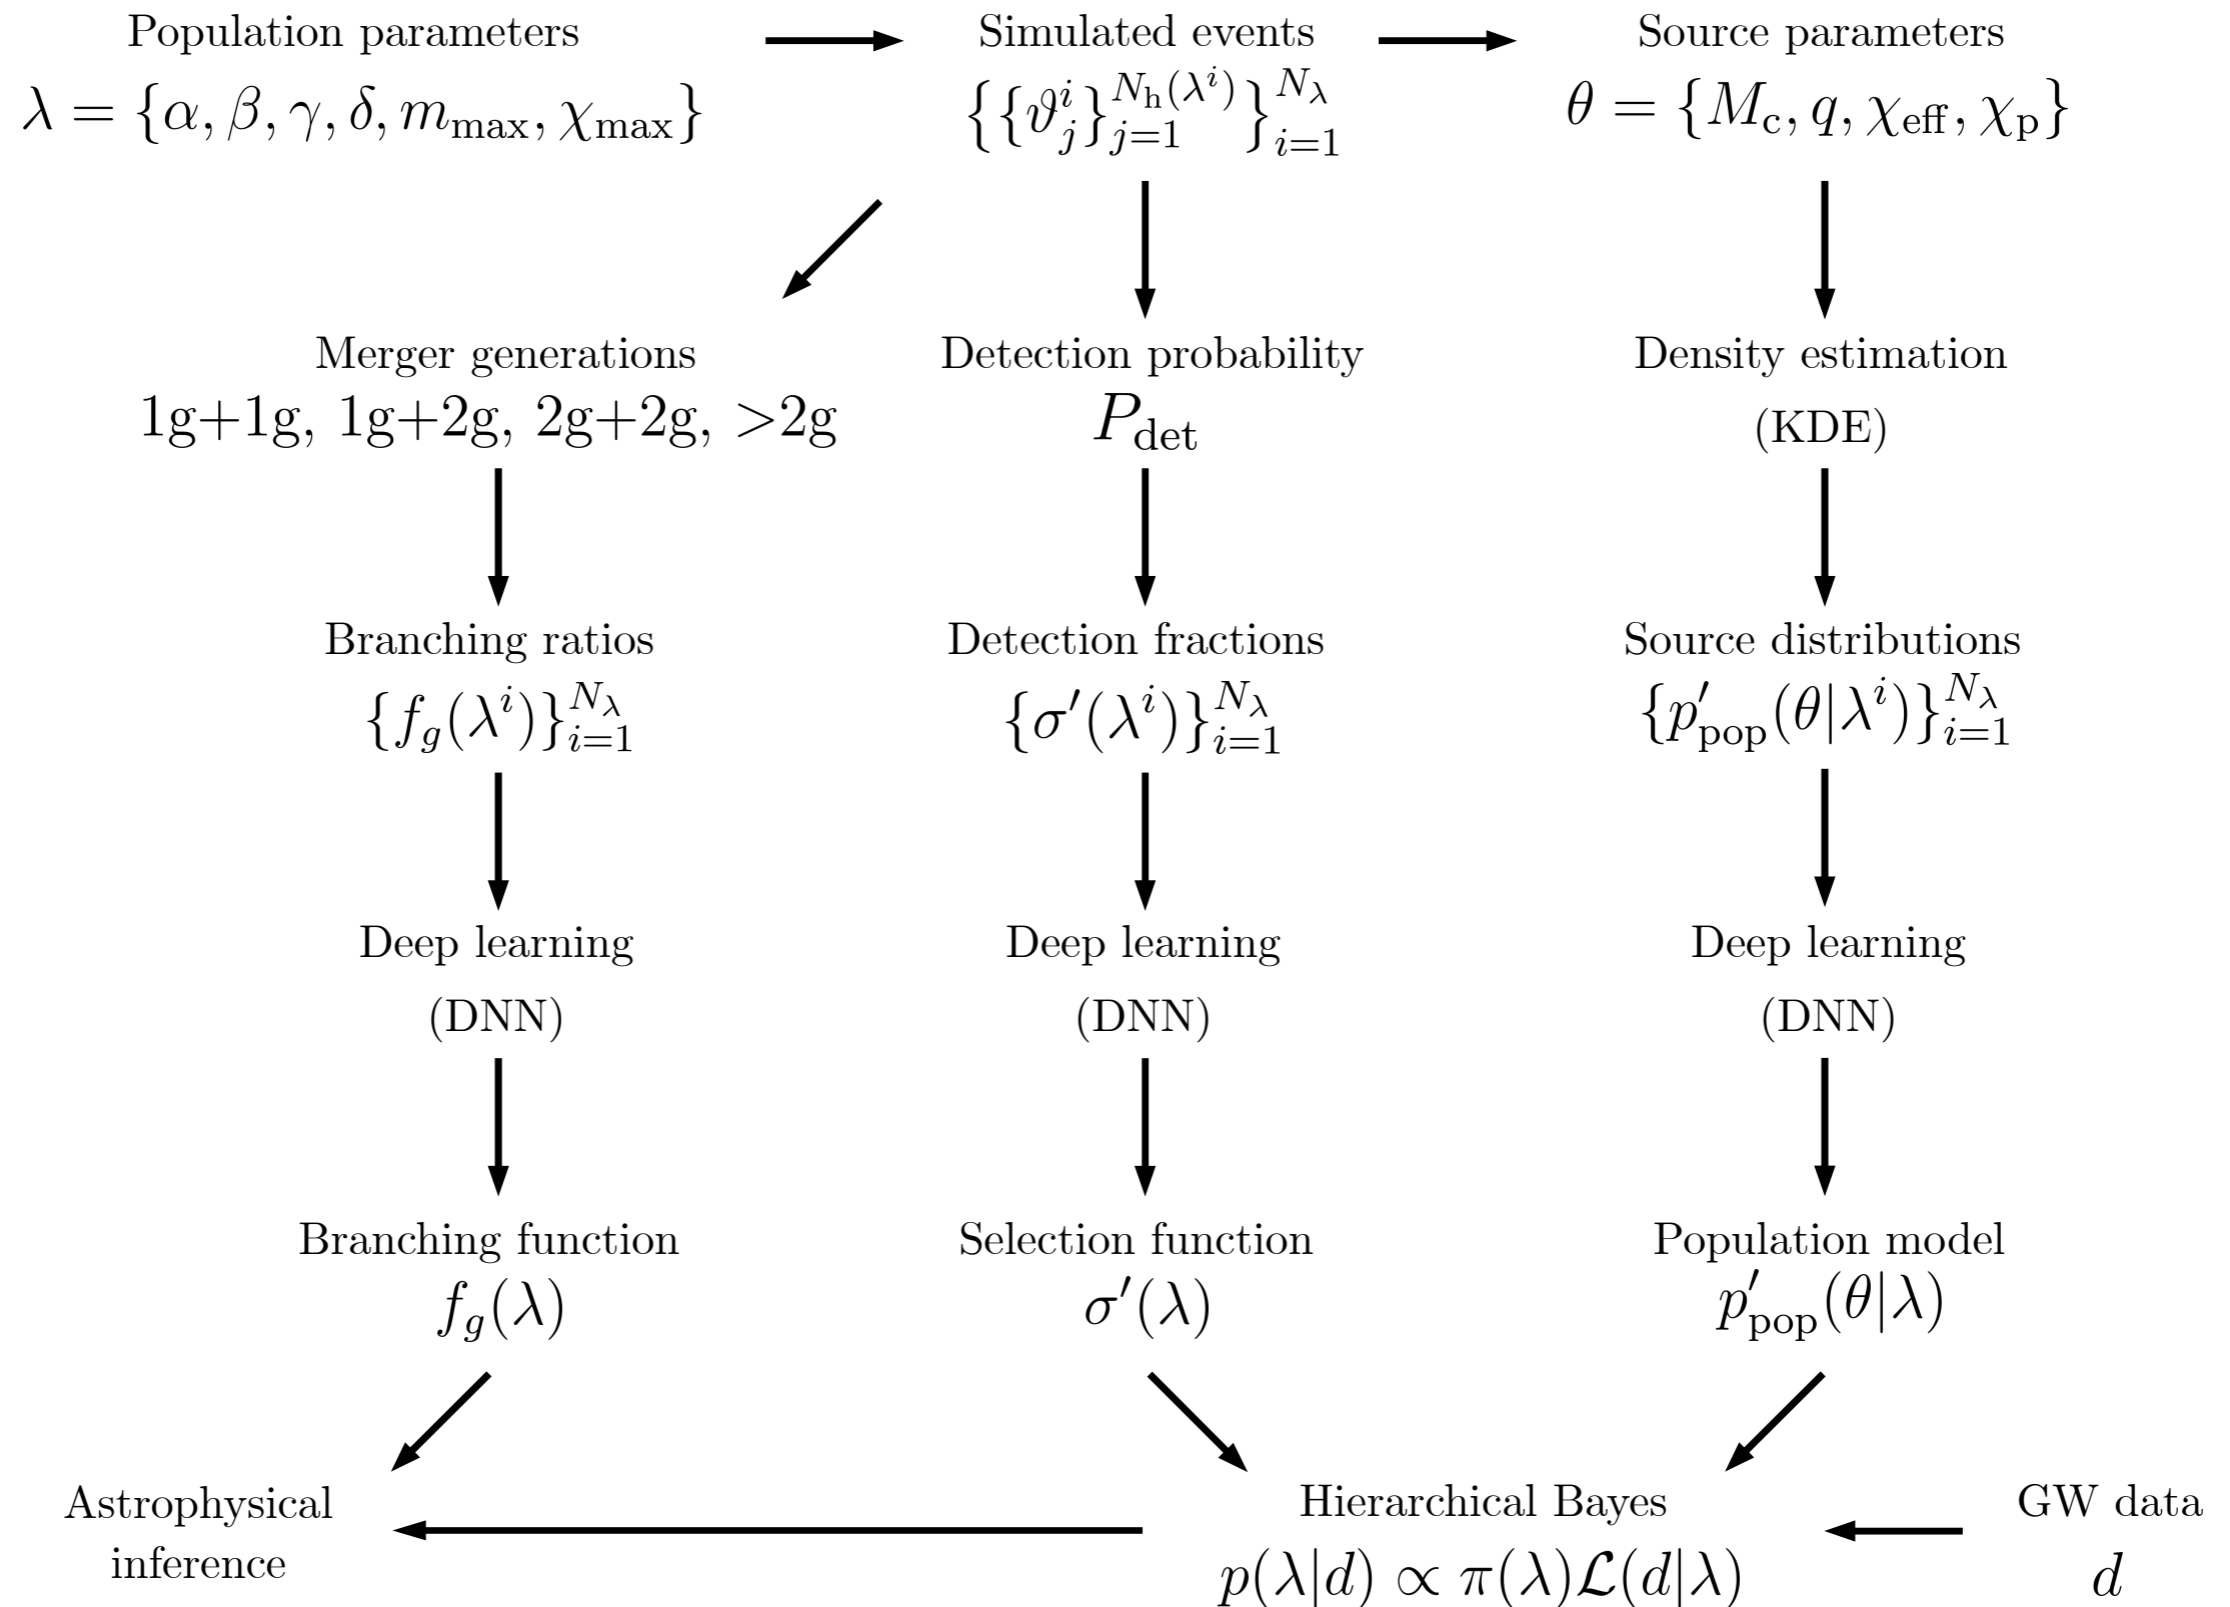 Population parameters
λ = {α, β, γ, δ, m_max, χ_max}
Simulated events
{{ϑ^i_j}^{N_h(λ^i)}_{j=1}}^{N_λ}_{i=1}
Source parameters
θ = {M_c, q, χ_eff, χ_p}
Merger generations
1g+1g, 1g+2g, 2g+2g, >2g
Detection probability
P_det
Density estimation
(KDE)
Branching ratios
{f_g(λ^i)}^{N_λ}_{i=1}
Detection fractions
{σ′(λ^i)}^{N_λ}_{i=1}
Source distributions
{p′_pop(θ|λ^i)}^{N_λ}_{i=1}
Deep learning
(DNN)
Deep learning
(DNN)
Deep learning
(DNN)
Branching function
f_g(λ)
Selection function
σ′(λ)
Population model
p′_pop(θ|λ)
Astrophysical
inference
Hierarchical Bayes
p(λ|d) ∝ π(λ)ℒ(d|λ)
GW data
d